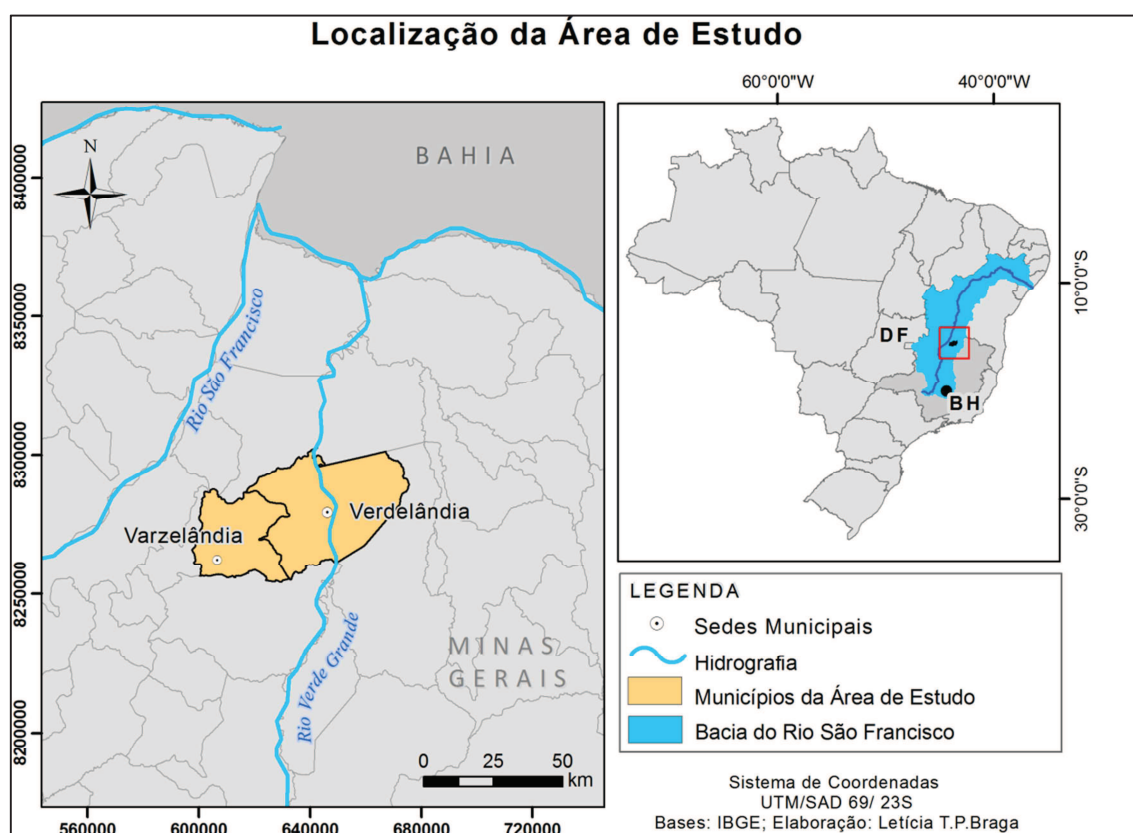 Localização da Área de Estudo
60°0'0"W
40°0'0"W
N
BAHIA
8400000
8350000
8300000
8250000
8200000
Rio São Francisco
Varzelândia
Verdelândia
Rio Verde Grande
MINAS
GERAIS
0 25 50
km
560000 600000 640000 680000 720000
DF
BH
10°0'0"S
30°0'0"S
LEGENDA
Sedes Municipais
Hidrografia
Municípios da Área de Estudo
Bacia do Rio São Francisco
Sistema de Coordenadas
UTM/SAD 69/ 23S
Bases: IBGE; Elaboração: Letícia T.P.Braga